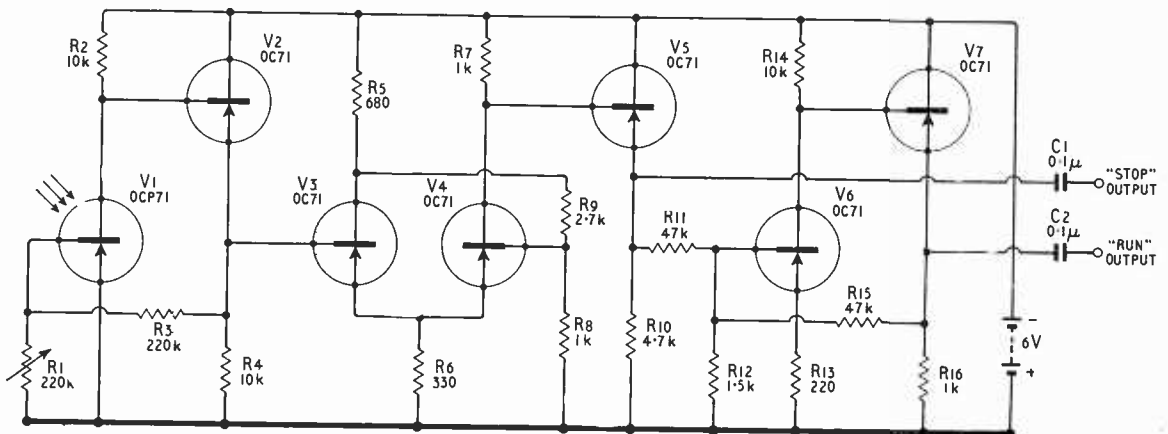 R2
10k
V2
OC71
R5
680
R7
1k
V5
OC71
R14
10k
V7
OC71
C1
0·1μ
"STOP"
OUTPUT
V1
OCP71
V3
OC71
V4
OC71
R9
2·7k
R11
47k
V6
OC71
C2
0·1μ
"RUN"
OUTPUT
R3
220k
R15
47k
R1
220k
R4
10k
R6
330
R8
1k
R10
4·7k
R12
1·5k
R13
220
R16
1k
-
6V
+